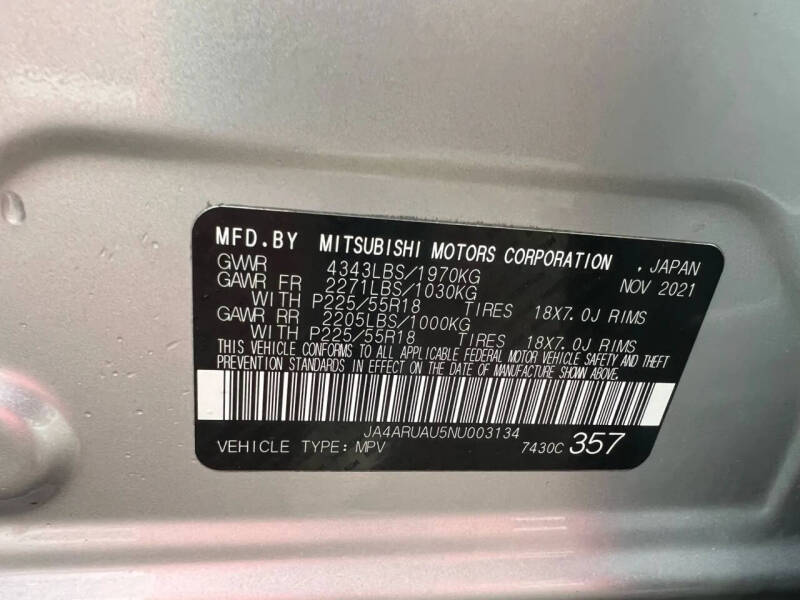 MFD.BY MITSUBISHI MOTORS CORPORATION , JAPAN
GVWR 4343LBS/1970KG NOV 2021
GAWR FR 2271LBS/1030KG
WITH P225/55R18 TIRES 18X7.0J RIMS
GAWR RR 2205LBS/1000KG
WITH P225/55R18 TIRES 18X7.0J RIMS
THIS VEHICLE CONFORMS TO ALL APPLICABLE FEDERAL MOTOR VEHICLE SAFETY AND THEFT
PREVENTION STANDARDS IN EFFECT ON THE DATE OF MANUFACTURE SHOWN ABOVE.
JA4ARUAU5NU003134
VEHICLE TYPE: MPV 7430C 357